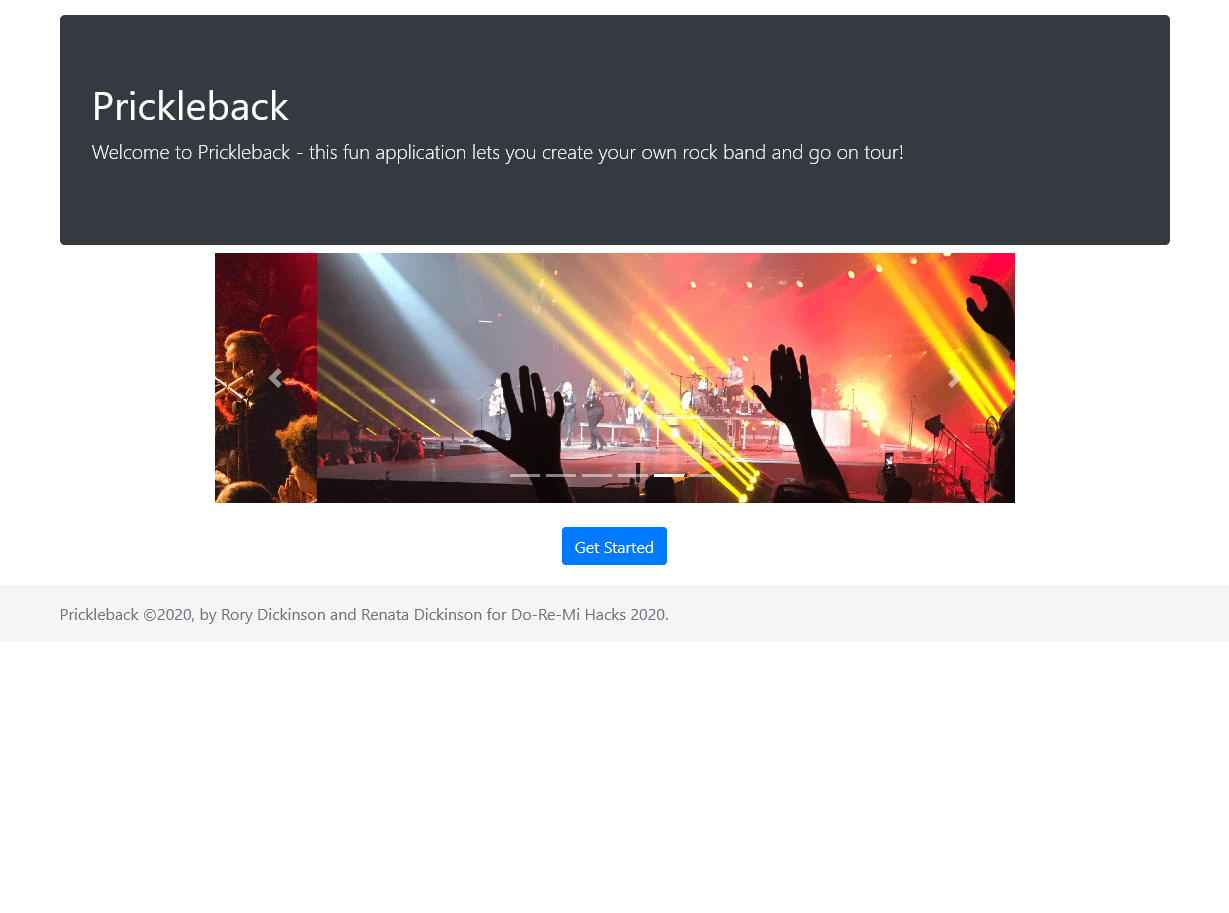 Prickleback
Welcome to Prickleback - this fun application lets you create your own rock band and go on tour!
Get Started
Prickleback ©2020, by Rory Dickinson and Renata Dickinson for Do-Re-Mi Hacks 2020.